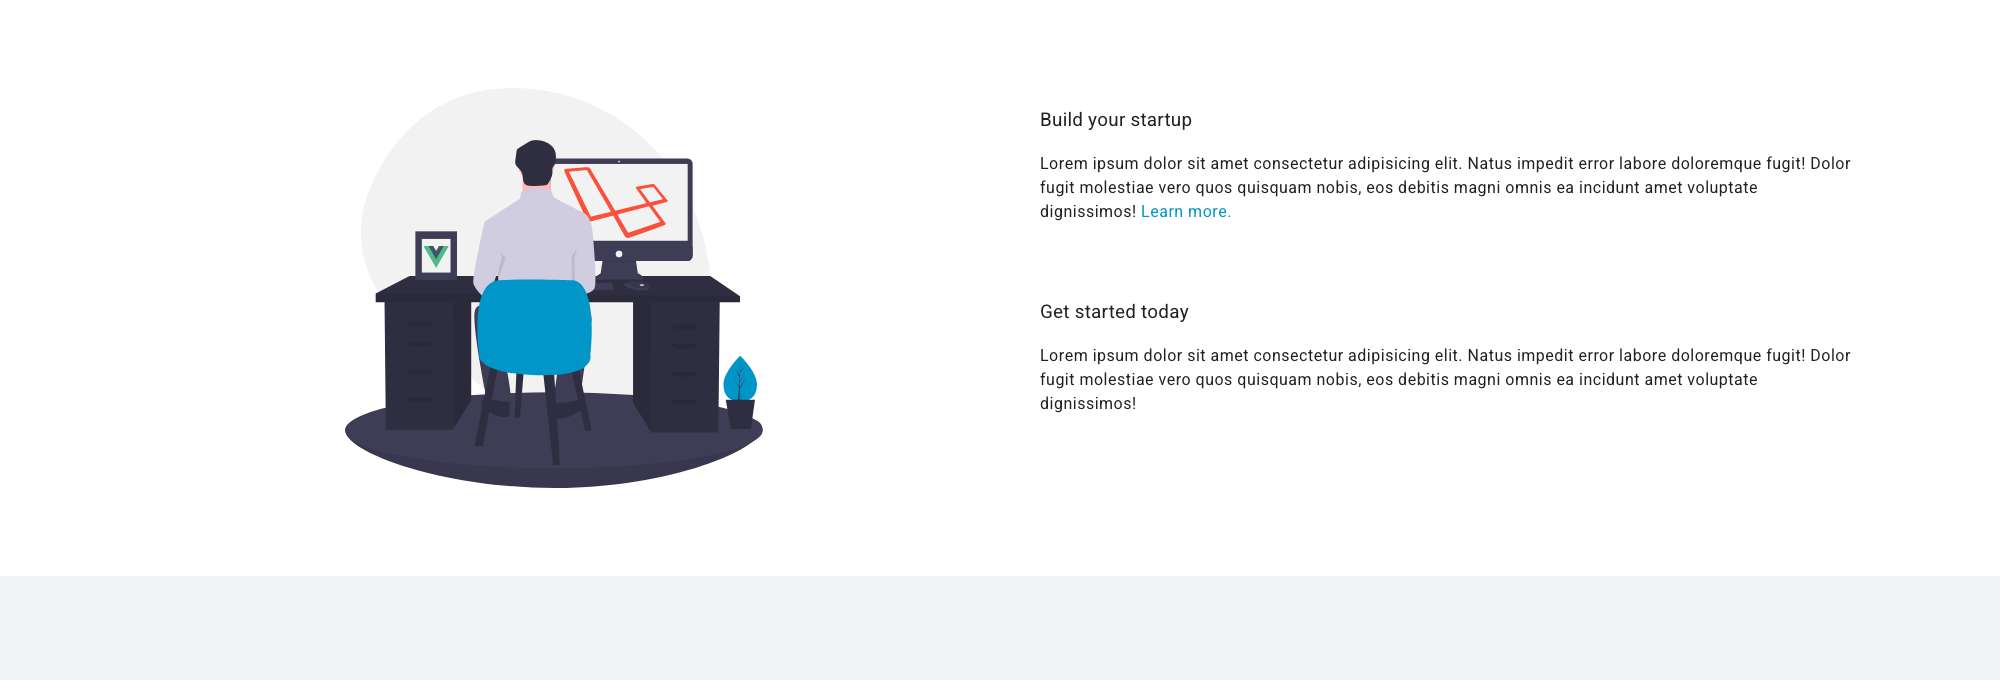 Build your startup
Lorem ipsum dolor sit amet consectetur adipisicing elit. Natus impedit error labore doloremque fugit! Dolor
fugit molestiae vero quos quisquam nobis, eos debitis magni omnis ea incidunt amet voluptate
dignissimos! Learn more.
Get started today
Lorem ipsum dolor sit amet consectetur adipisicing elit. Natus impedit error labore doloremque fugit! Dolor
fugit molestiae vero quos quisquam nobis, eos debitis magni omnis ea incidunt amet voluptate
dignissimos!